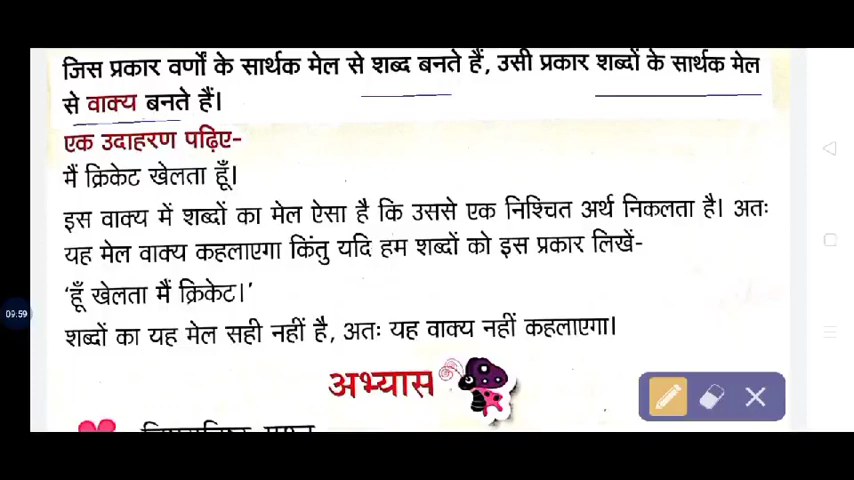 जिस प्रकार वर्णों के सार्थक मेल से शब्द बनते हैं, उसी प्रकार शब्दों के सार्थक मेल
से वाक्य बनते हैं।
एक उदाहरण पढ़िए-
मैं क्रिकेट खेलता हूँ।
इस वाक्य में शब्दों का मेल ऐसा है कि उससे एक निश्चित अर्थ निकलता है। अतः
यह मेल वाक्य कहलाएगा किंतु यदि हम शब्दों को इस प्रकार लिखें-
'हूँ खेलता मैं क्रिकेट।'
09:59
शब्दों का यह मेल सही नहीं है, अतः यह वाक्य नहीं कहलाएगा।
अभ्यास